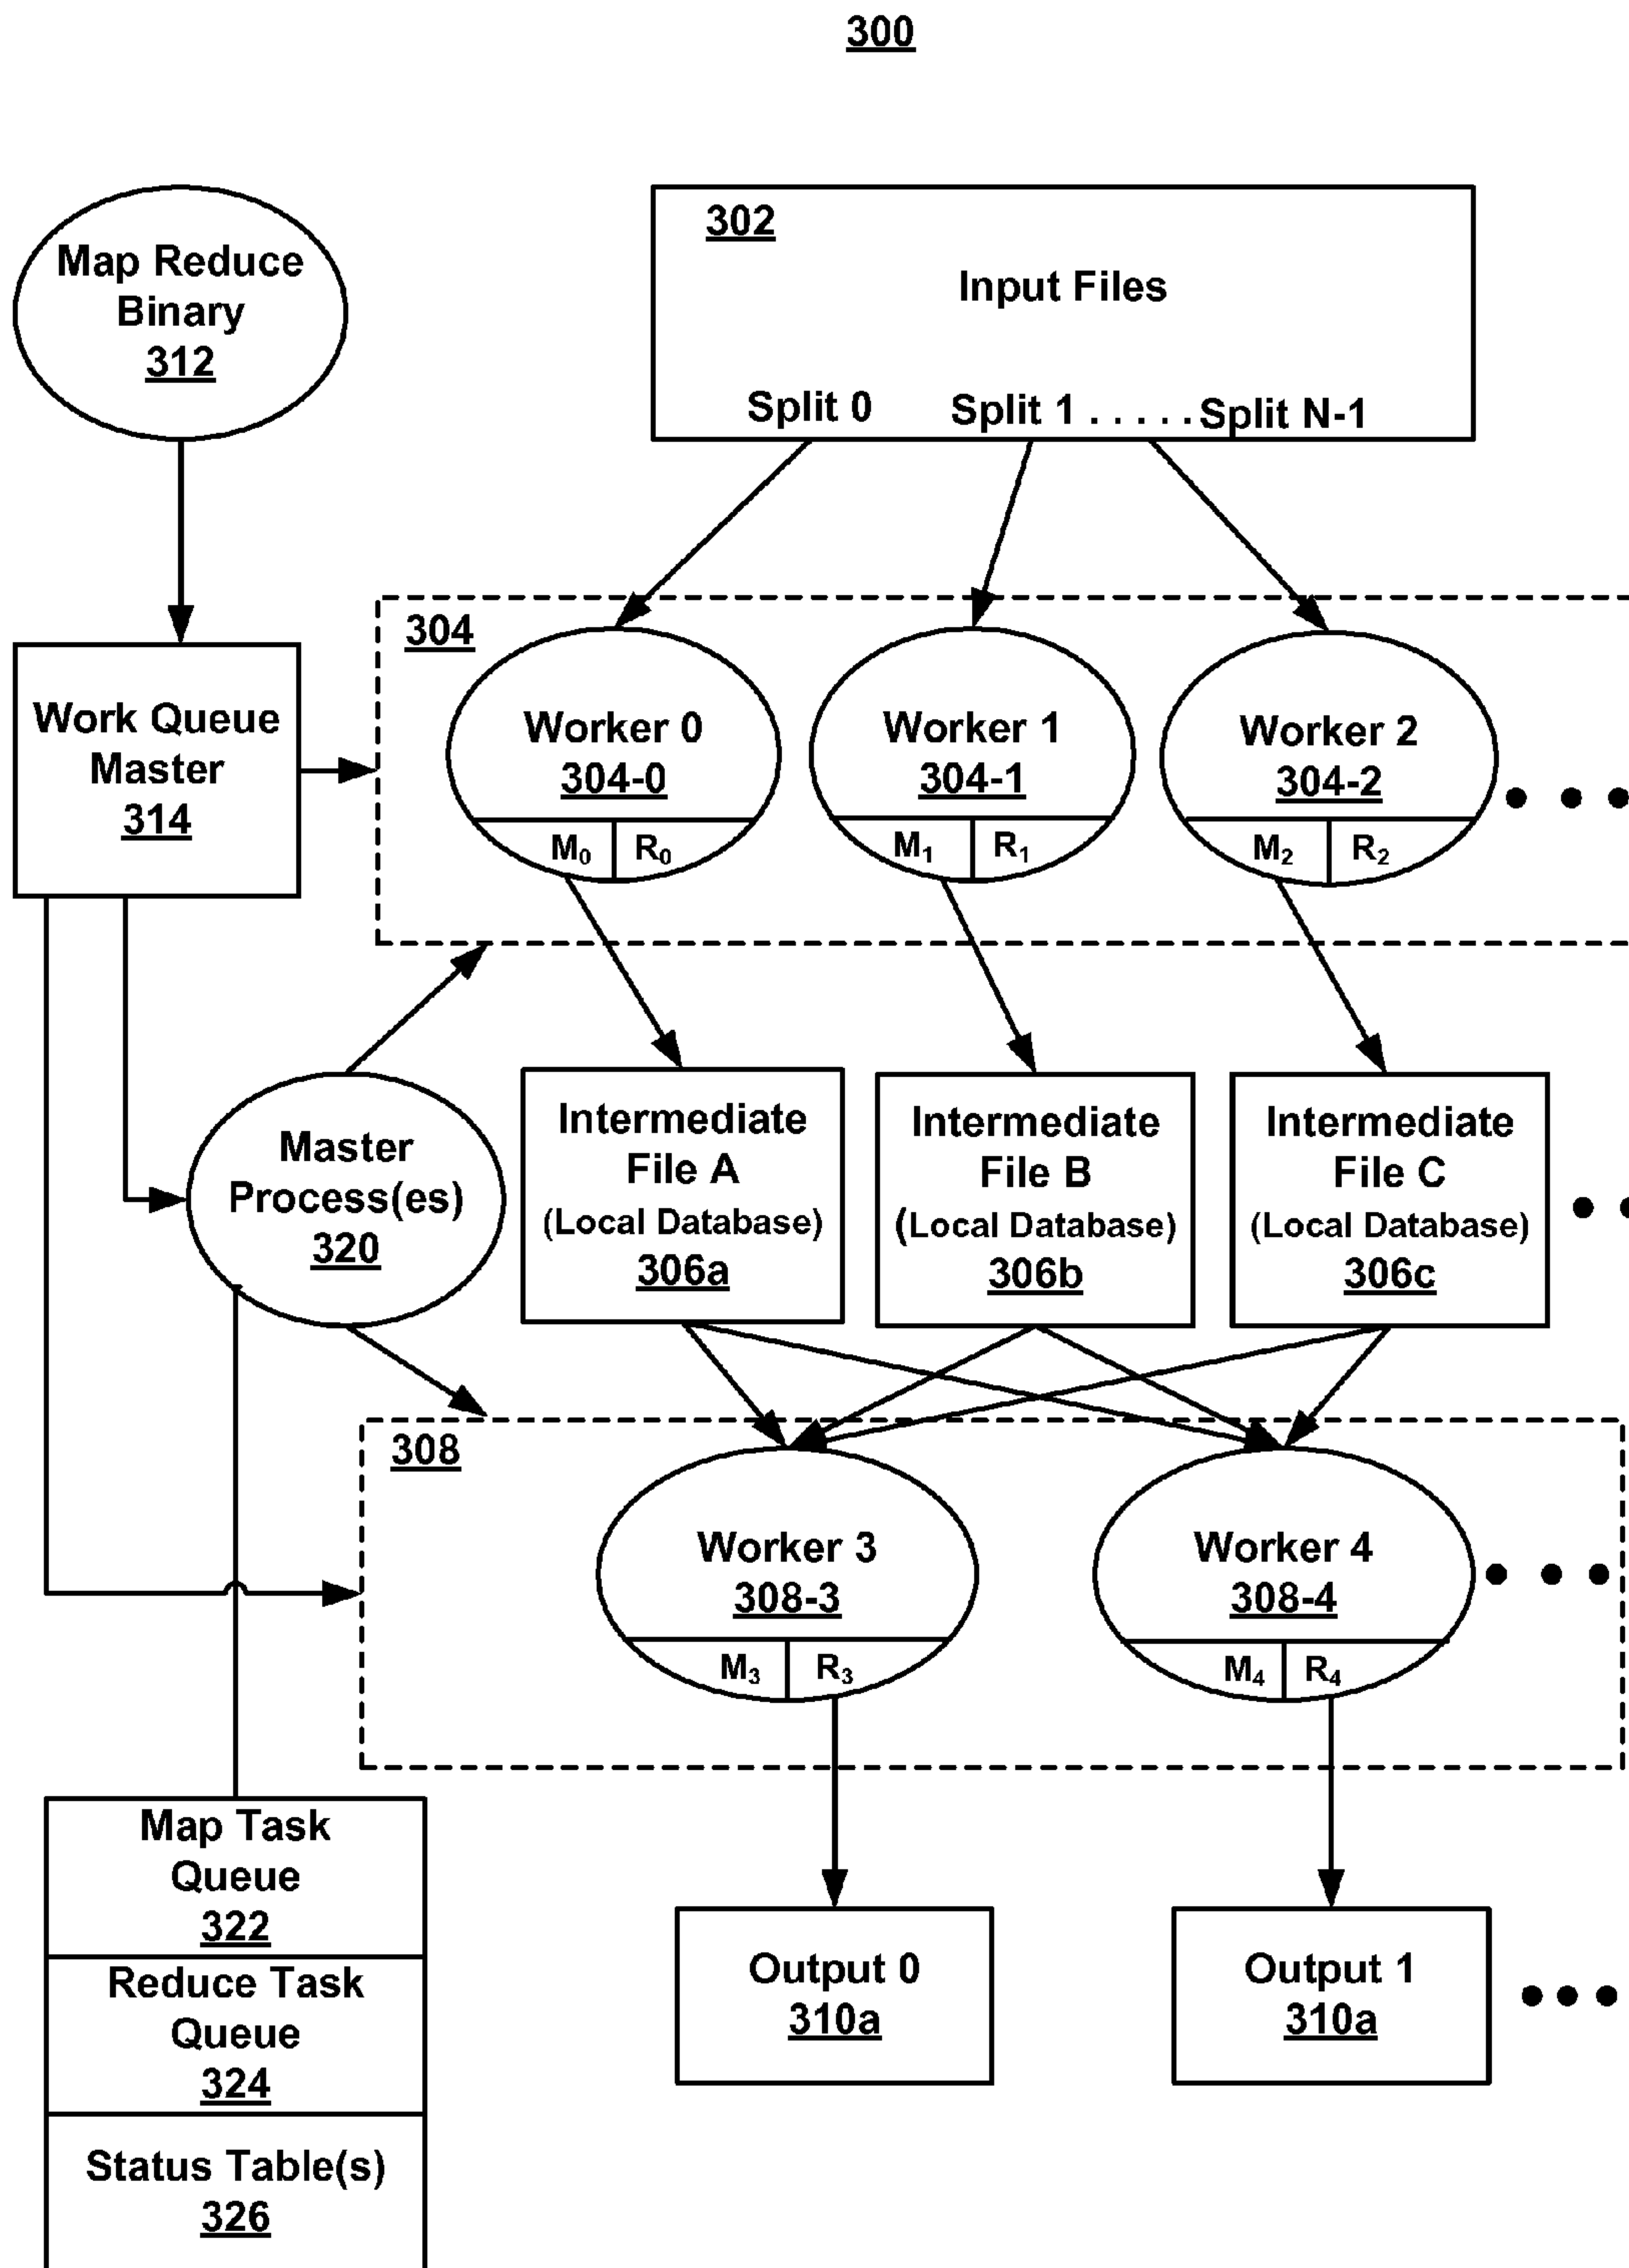 300
Map Reduce
Binary
312
302
Input Files
Split 0 Split 1 . . . . . Split N-1
Work Queue
Master
314
304
Worker 0
304-0
M₀ R₀
Worker 1
304-1
M₁ R₁
Worker 2
304-2
M₂ R₂
Master
Process(es)
320
Intermediate
File A
(Local Database)
306a
Intermediate
File B
(Local Database)
306b
Intermediate
File C
(Local Database)
306c
308
Worker 3
308-3
M₃ R₃
Worker 4
308-4
M₄ R₄
Map Task
Queue
322
Reduce Task
Queue
324
Status Table(s)
326
Output 0
310a
Output 1
310a